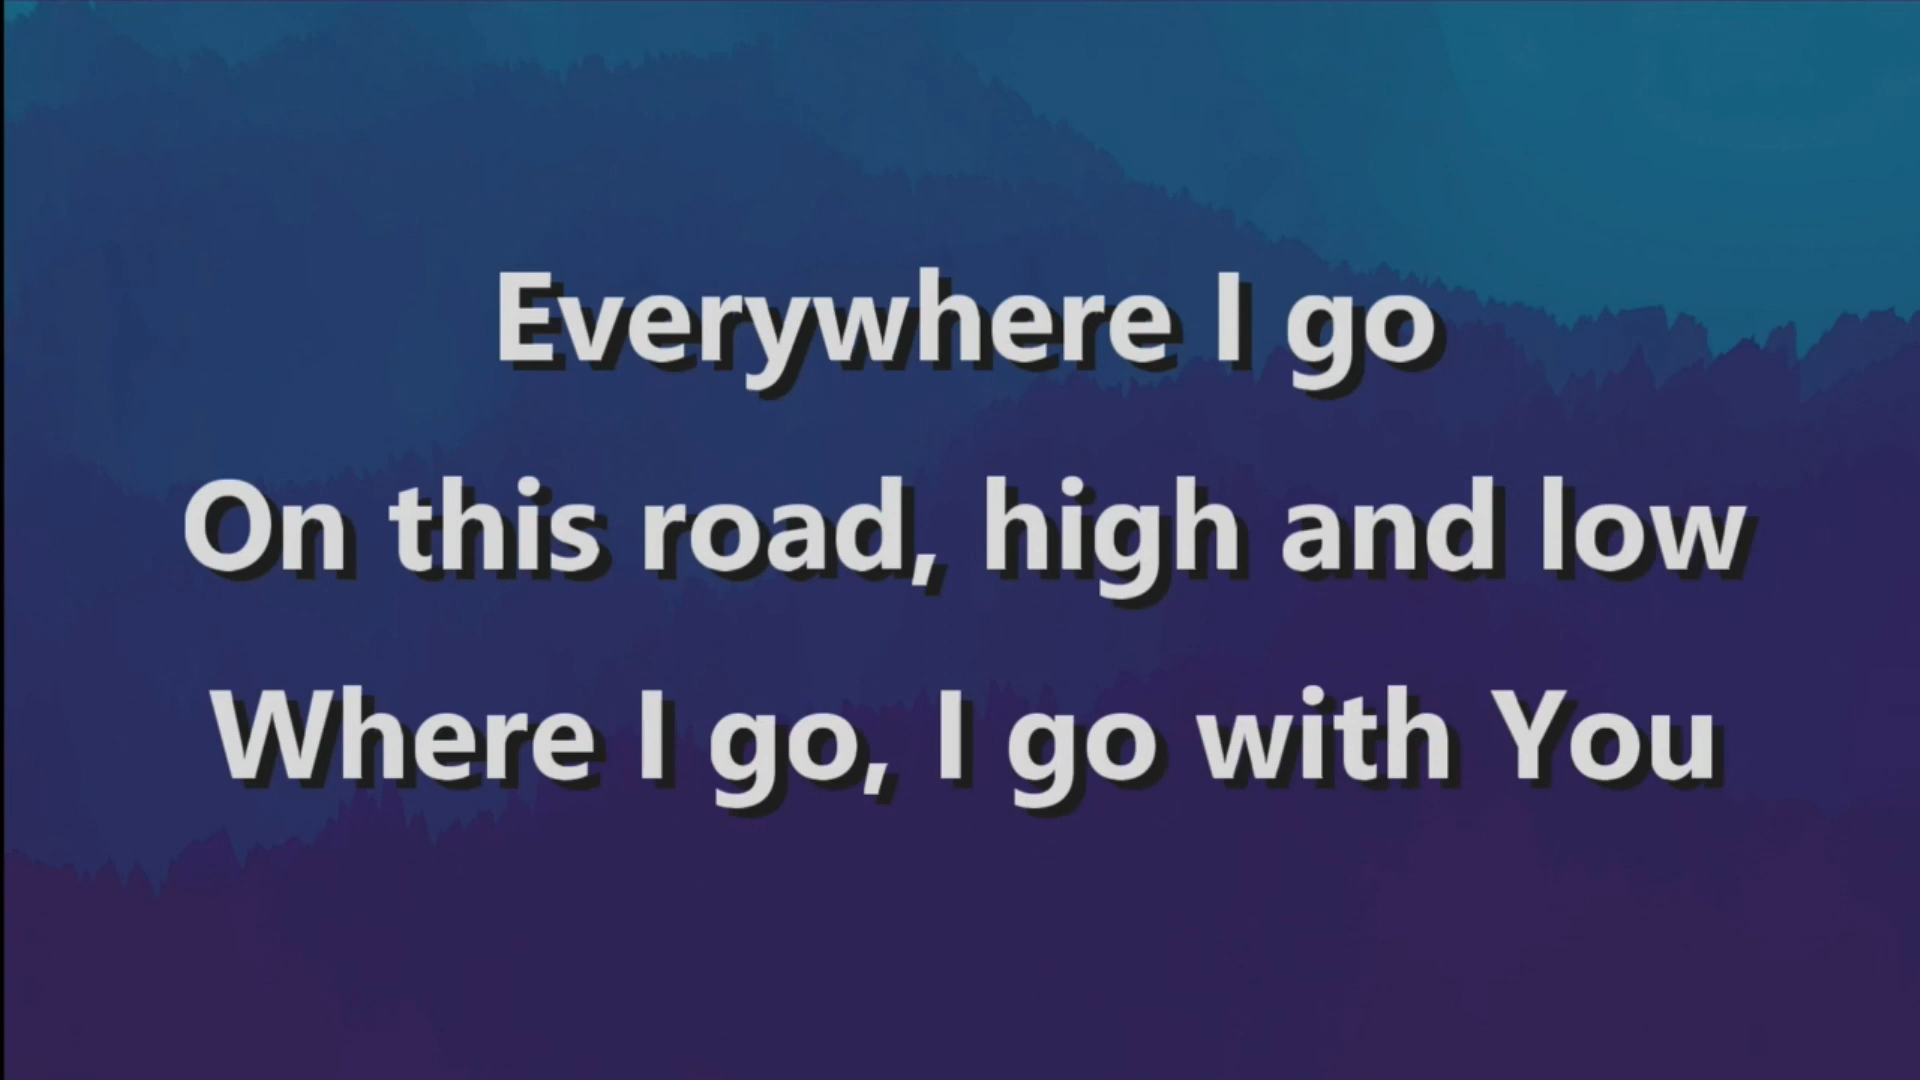 Everywhere I go
On this road, high and low
Where I go, I go with You